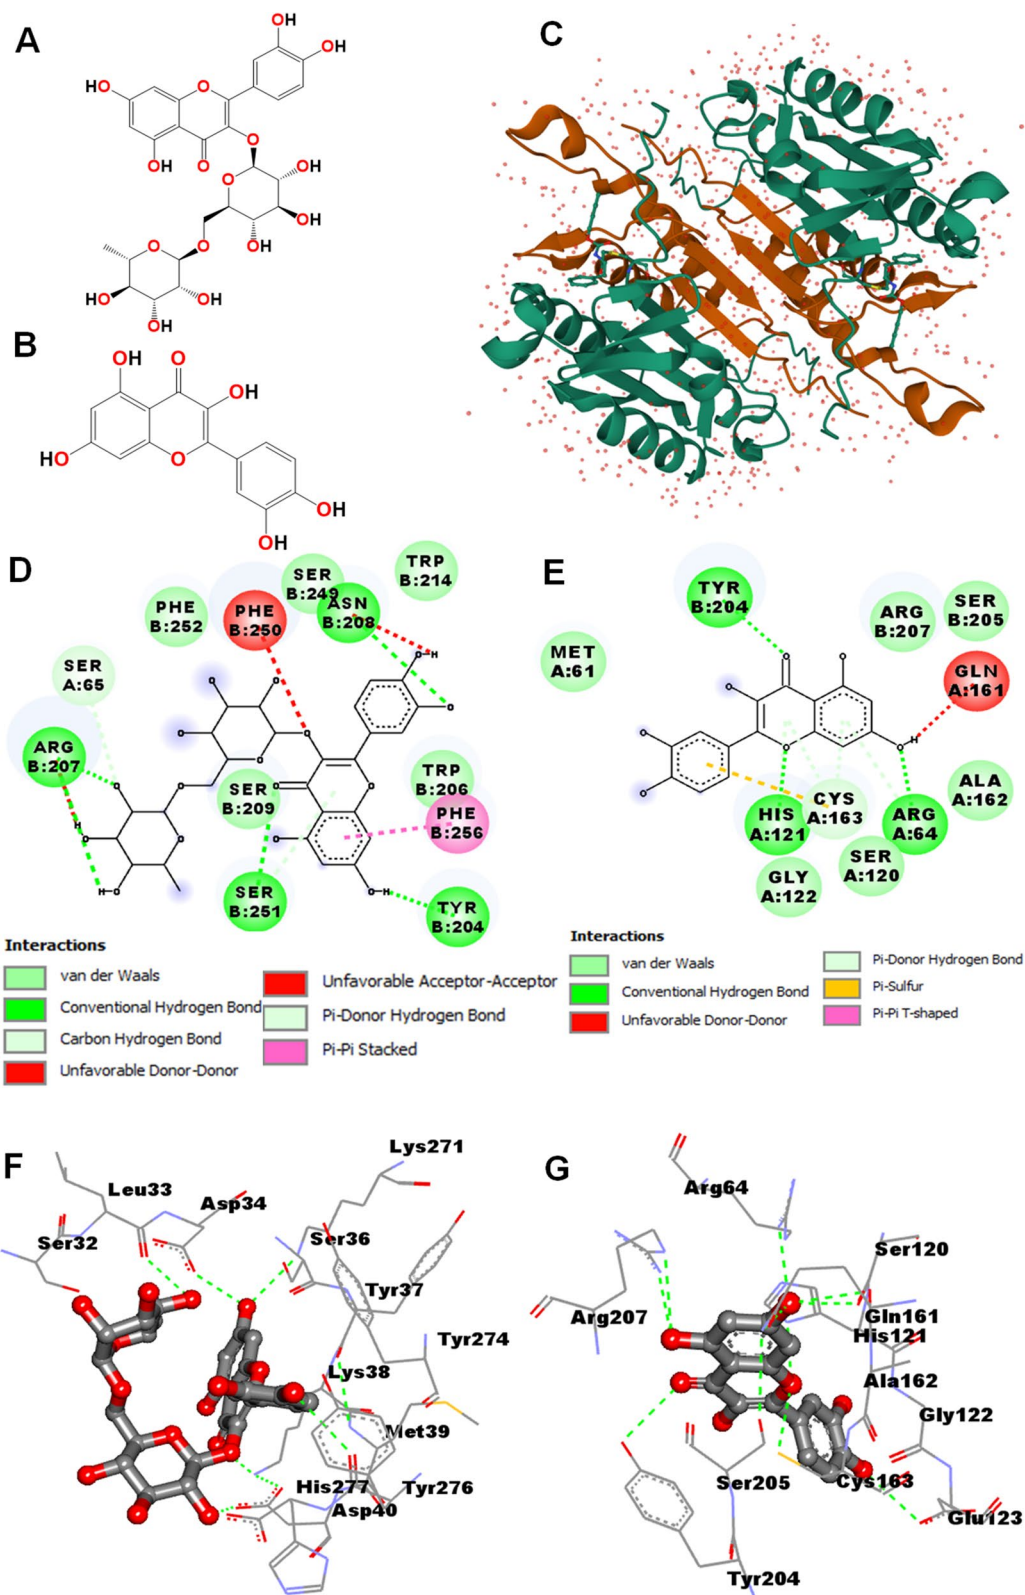 A
OH
OH
HO
O
OH
O
O
O
OH
OH
OH
O
O
HO
OH
OH
B
OH
O
OH
HO
O
OH
OH
C
D
PHE
B:252
PHE
B:250
SER
B:249
ASN
B:208
TRP
B:214
SER
A:65
ARG
B:207
SER
B:209
TRP
B:206
PHE
B:256
SER
B:251
TYR
B:204
Interactions
van der Waals
Conventional Hydrogen Bond
Carbon Hydrogen Bond
Unfavorable Donor-Donor
Unfavorable Acceptor-Acceptor
Pi-Donor Hydrogen Bond
Pi-Pi Stacked
E
TYR
B:204
MET
A:61
ARG
B:207
SER
B:205
GLN
A:161
HIS
A:121
CYS
A:163
ARG
A:64
ALA
A:162
SER
A:120
GLY
A:122
Interactions
van der Waals
Conventional Hydrogen Bond
Unfavorable Donor-Donor
Pi-Donor Hydrogen Bond
Pi-Sulfur
Pi-Pi T-shaped
F
Lys271
Leu33
Asp34
Ser32
Ser36
Tyr37
Tyr274
Lys38
Met39
His277
Tyr276
Asp40
G
Arg64
Ser120
Arg207
Gln161
His121
Ala162
Gly122
Ser205
Cys163
Glu123
Tyr204